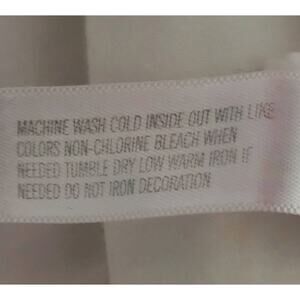 MACHINE WASH COLD INSIDE OUT WITH LIKE
COLORS NON-CHLORINE BLEACH WHEN
NEEDED TUMBLE DRY LOW WARM IRON IF
NEEDED DO NOT IRON DECORATION